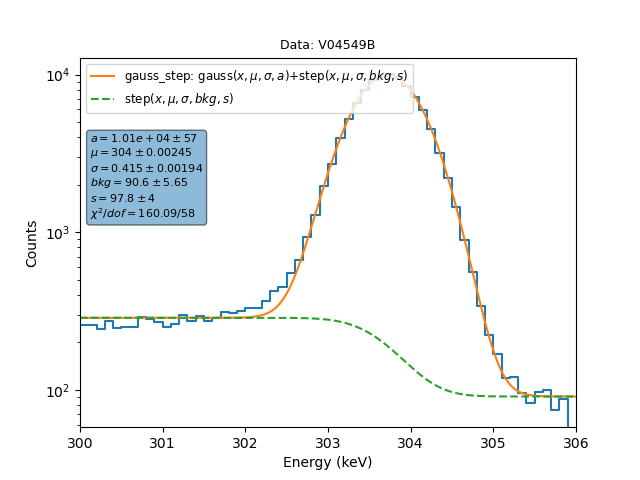 Data: V04549B
10⁴
10³
10²
Counts
gauss_step: gauss(x, μ, σ, a)+step(x, μ, σ, bkg, s)
step(x, μ, σ, bkg, s)
a = 1.01e + 04 ± 57
μ = 304 ± 0.00245
σ = 0.415 ± 0.00194
bkg = 90.6 ± 5.65
s = 97.8 ± 4
χ²/dof = 160.09/58
300 301 302 303 304 305 306
Energy (keV)